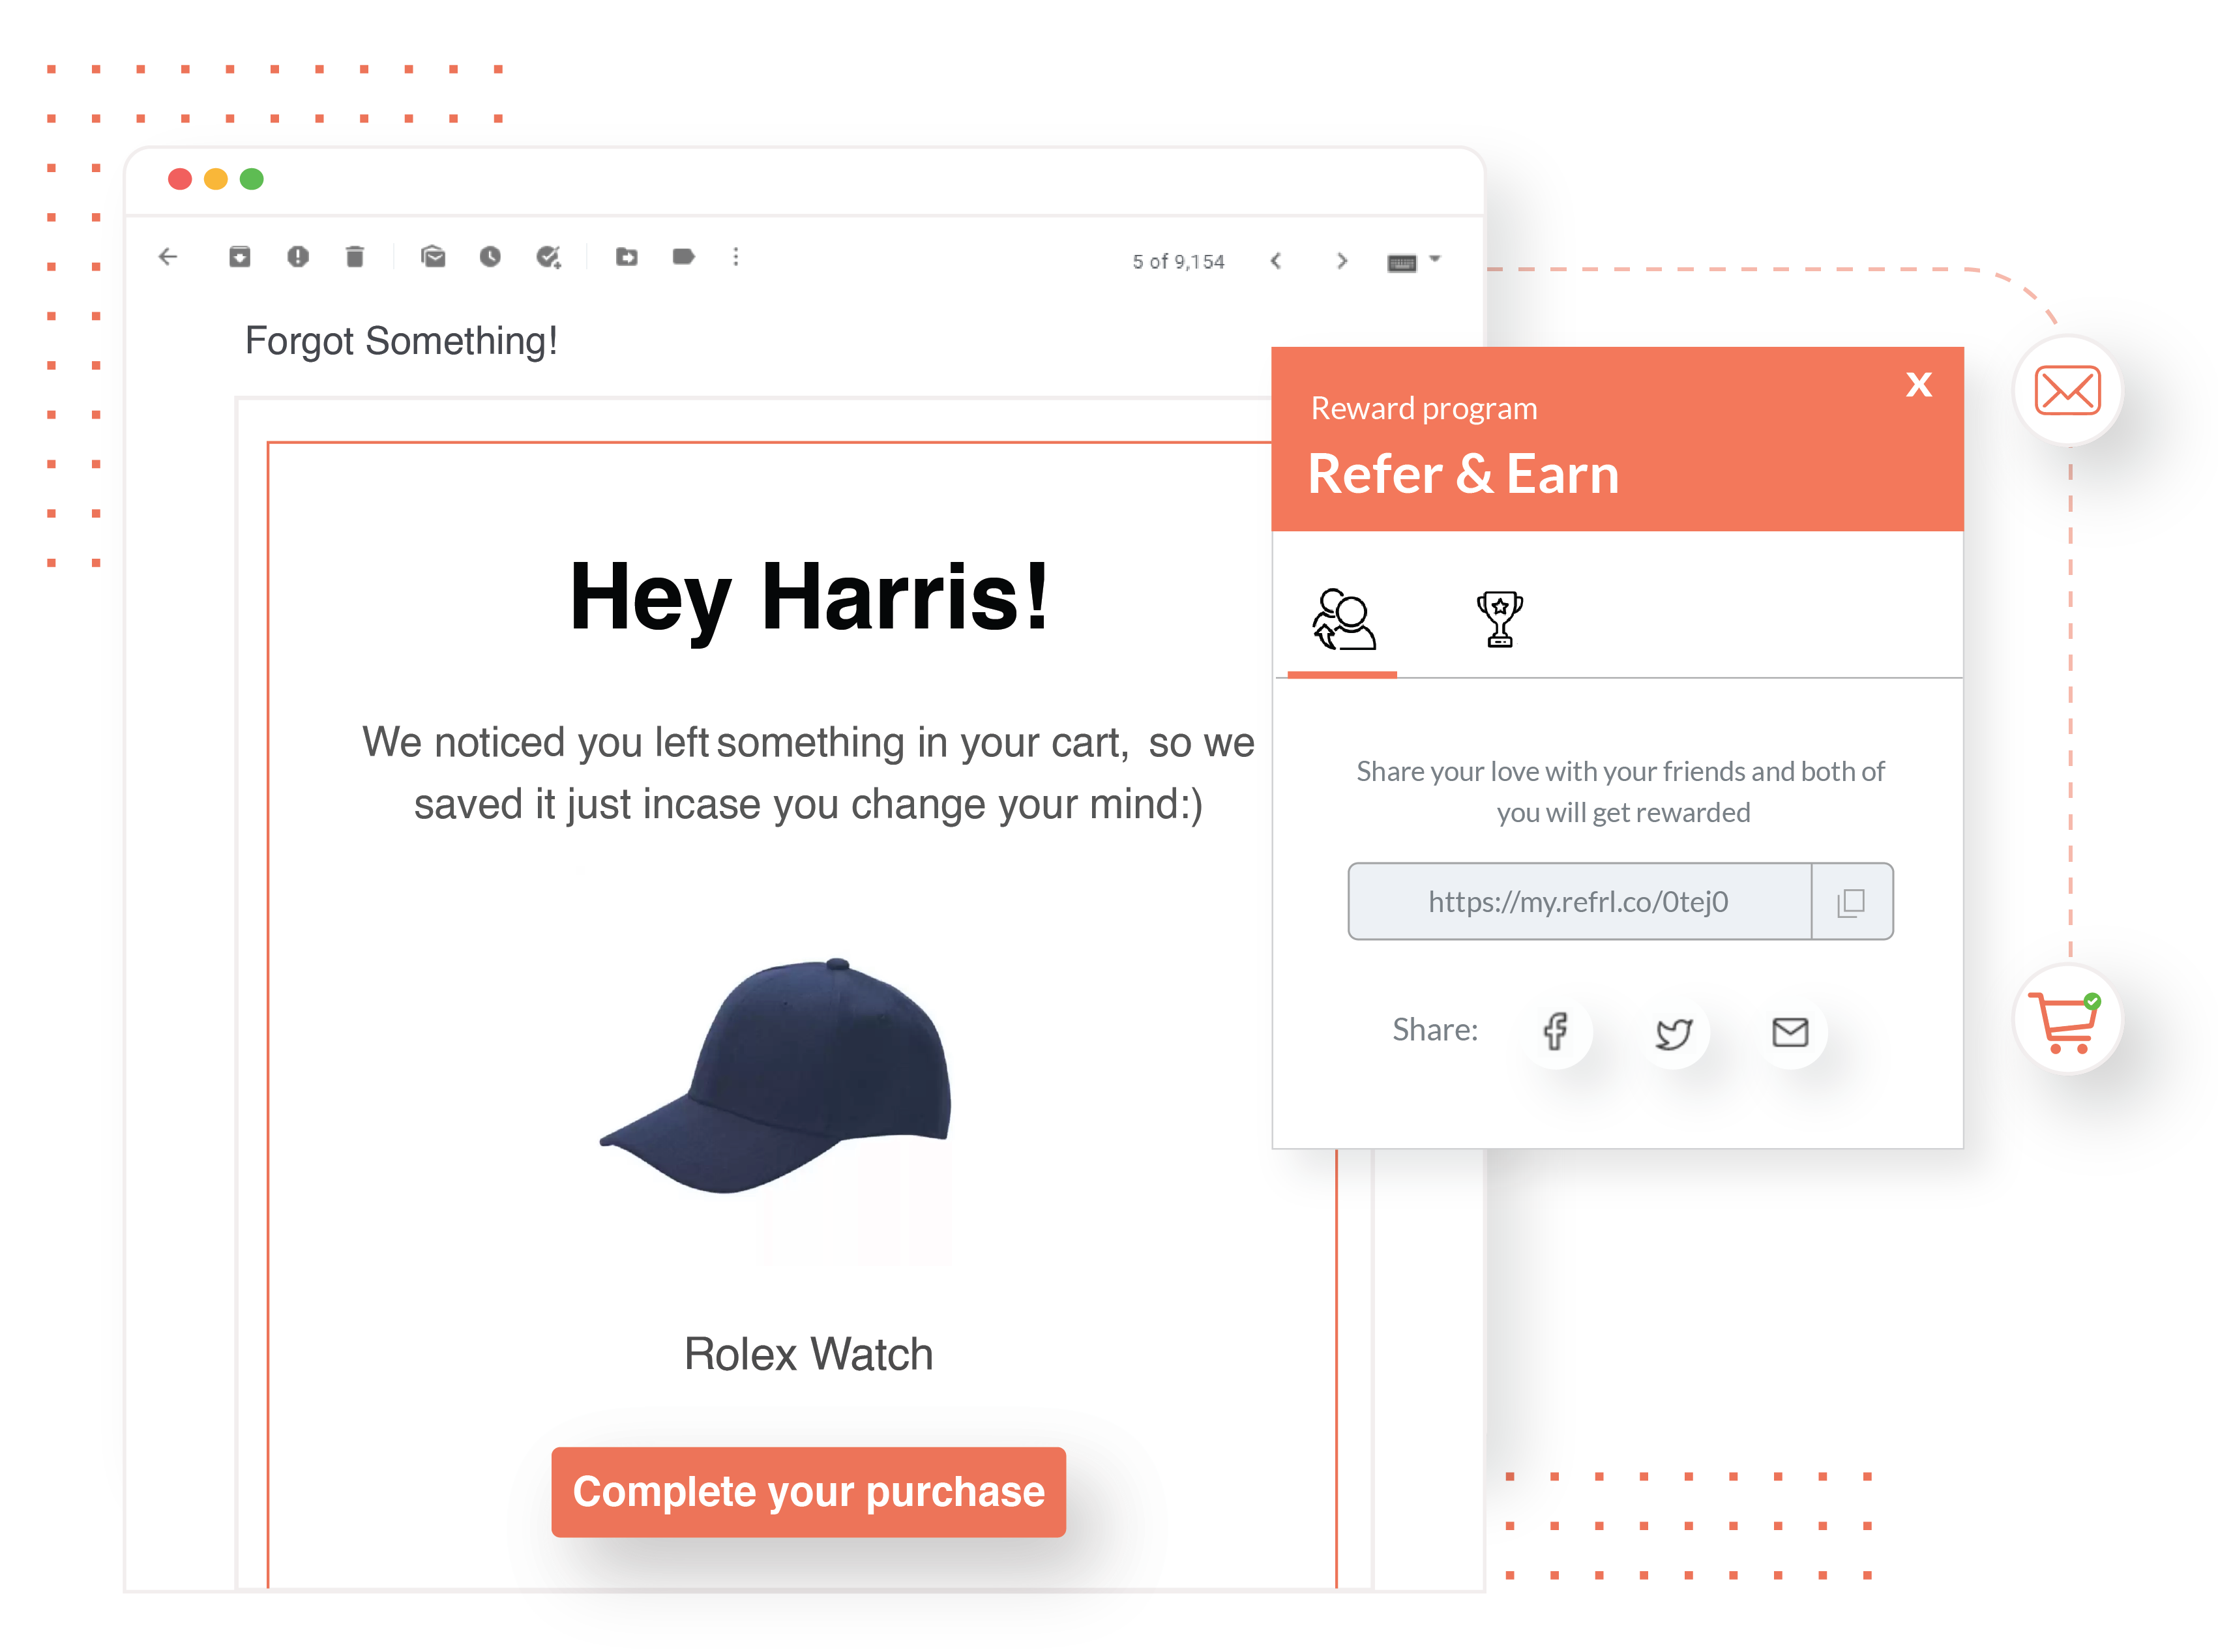 5 of 9,154
Forgot Something!
Hey Harris!
We noticed you left something in your cart, so we
saved it just incase you change your mind:)
Rolex Watch
Complete your purchase
X
Reward program
Refer & Earn
Share your love with your friends and both of
you will get rewarded
https://my.refrl.co/0tej0
Share: